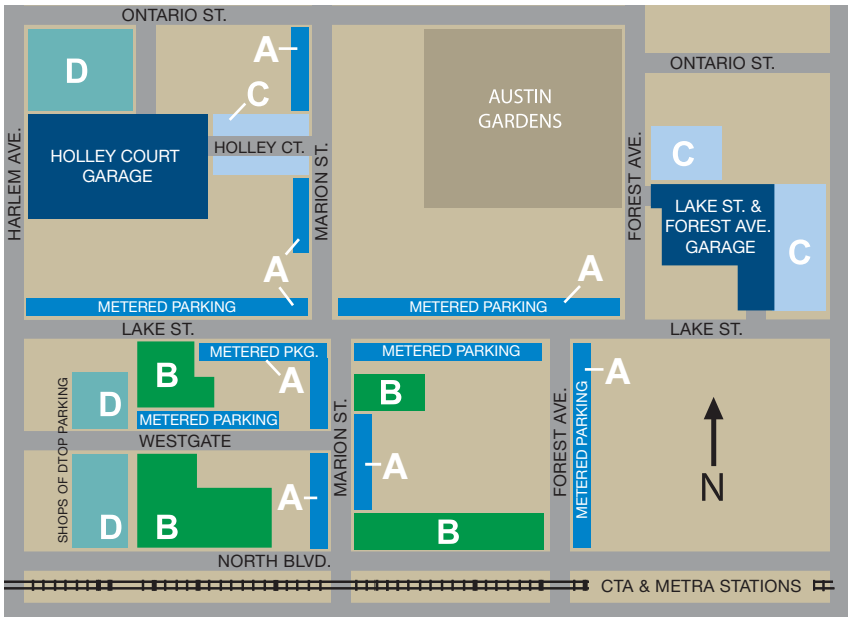 ONTARIO ST.
D
A
ONTARIO ST.
C
AUSTIN
GARDENS
HARLEM AVE.
HOLLEY COURT
GARAGE
HOLLEY CT.
MARION ST.
FOREST AVE.
C
LAKE ST. &
FOREST AVE.
GARAGE
C
A
A
METERED PARKING
METERED PARKING
LAKE ST.
LAKE ST.
METERED PKG.
METERED PARKING
B
A
A
D
B
METERED PARKING
SHOPS OF DTOP PARKING
WESTGATE
MARION ST.
FOREST AVE.
METERED PARKING
A
A
N
D
B
B
NORTH BLVD.
CTA & METRA STATIONS